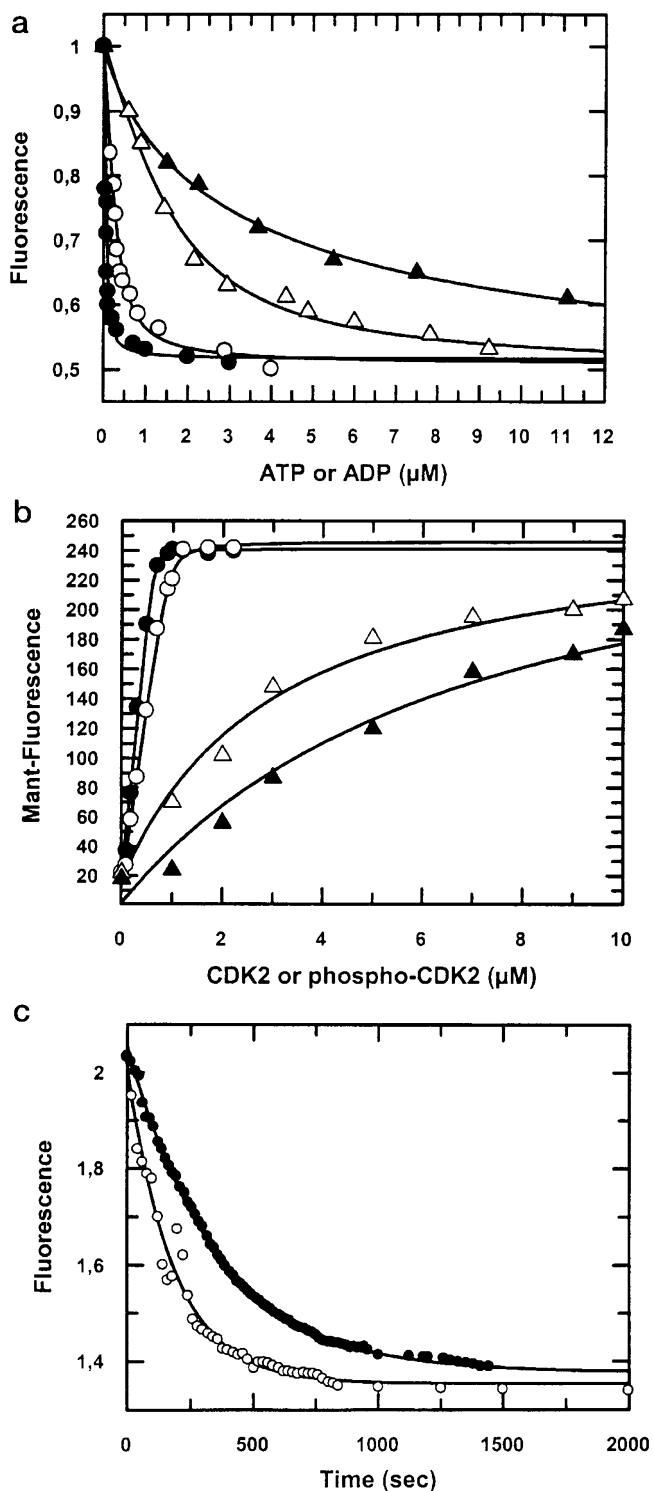 a
1
0,9
0,8
0,7
0,6
0,5
Fluorescence
0 1 2 3 4 5 6 7 8 9 10 11 12
ATP or ADP (µM)
b
260
240
220
200
180
160
140
120
100
80
60
40
20
Mant-Fluorescence
0 2 4 6 8 10
CDK2 or phospho-CDK2 (µM)
c
2
1,8
1,6
1,4
Fluorescence
0 500 1000 1500 2000
Time (sec)